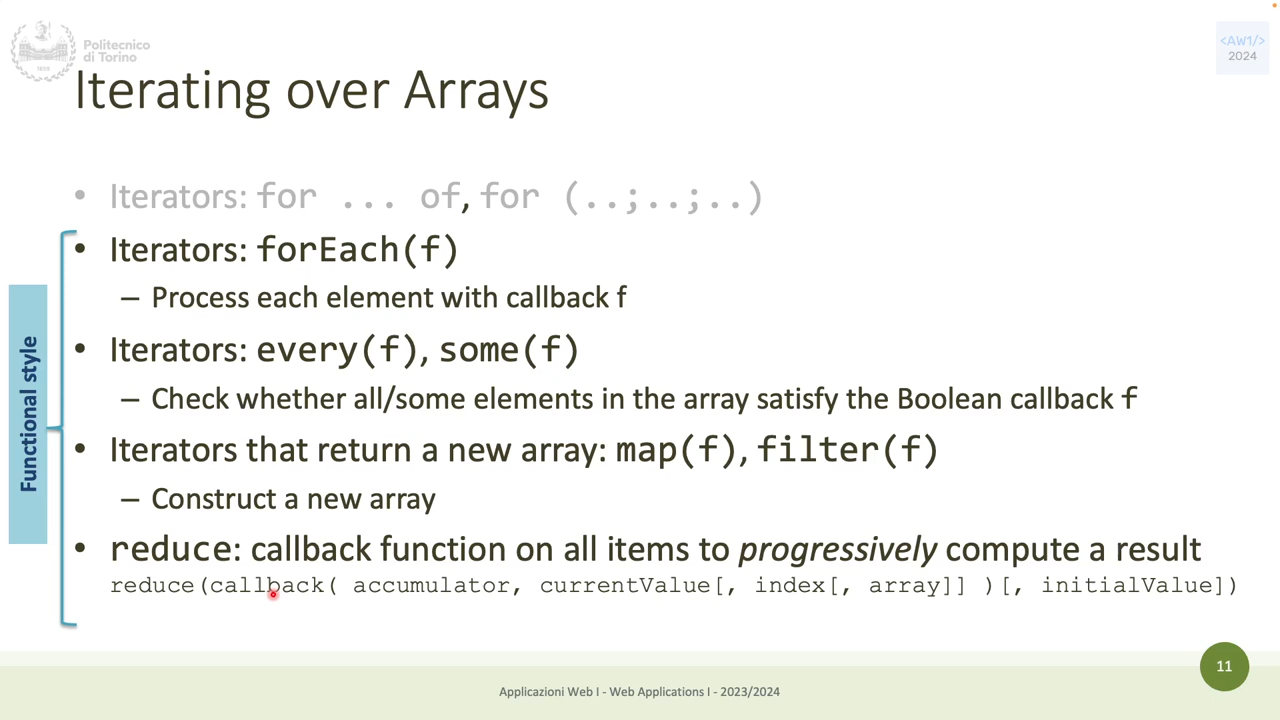 Politecnico
di Torino
1859
<AW1/>
2024
Iterating over Arrays
• Iterators: for ... of, for (..;..;..)
• Iterators: forEach(f)
– Process each element with callback f
• Iterators: every(f), some(f)
– Check whether all/some elements in the array satisfy the Boolean callback f
• Iterators that return a new array: map(f), filter(f)
– Construct a new array
• reduce: callback function on all items to progressively compute a result
reduce(callback( accumulator, currentValue[, index[, array]] )[, initialValue])
Functional style
11
Applicazioni Web I - Web Applications I - 2023/2024